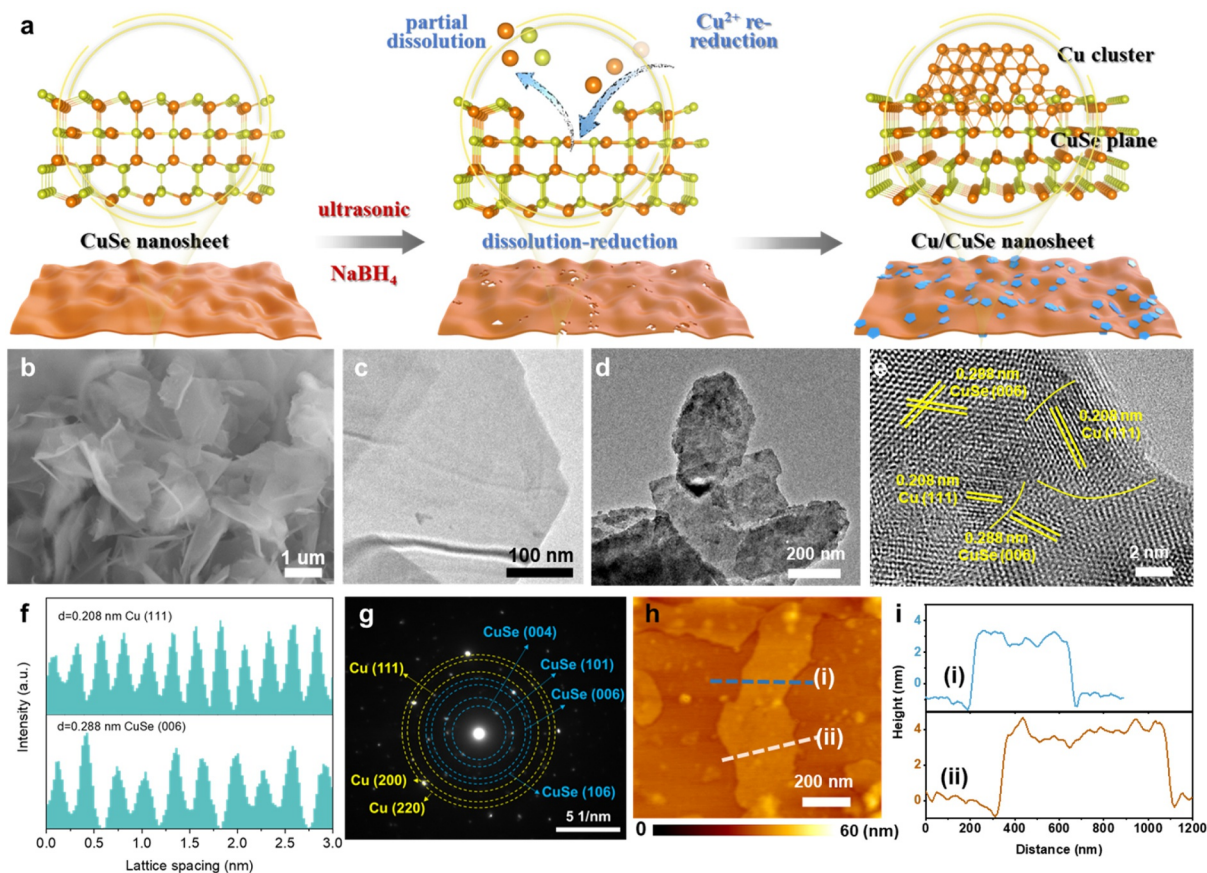 a
partial
dissolution
Cu²⁺ re-
reduction
Cu cluster
CuSe plane
ultrasonic
NaBH₄
CuSe nanosheet
dissolution-reduction
Cu/CuSe nanosheet
b
1 um
c
100 nm
d
200 nm
e
0.288 nm
CuSe (006)
0.208 nm
Cu (111)
0.208 nm
Cu (111)
0.288 nm
CuSe (006)
2 nm
f
d=0.208 nm Cu (111)
d=0.288 nm CuSe (006)
Intensity (a.u.)
0.0 0.5 1.0 1.5 2.0 2.5 3.0
Lattice spacing (nm)
g
CuSe (004)
Cu (111)
CuSe (101)
CuSe (006)
Cu (200)
Cu (220)
CuSe (106)
5 1/nm
h
(i)
(ii)
200 nm
0 60 (nm)
i
4
2
0
(i)
Height (nm)
4
2
0
(ii)
0 200 400 600 800 1000 1200
Distance (nm)